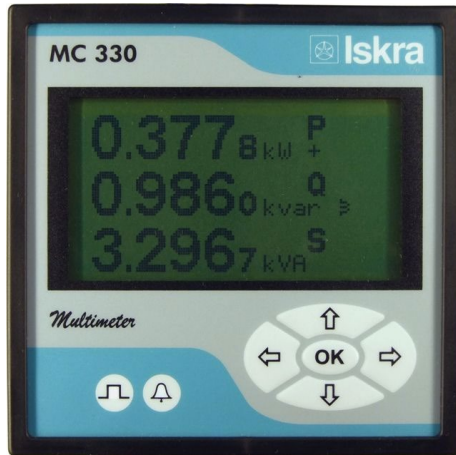 MC 330
Iskra
0.3778 kW P +
0.9860 kvar Q
3.2967 kVA S
Multimeter
OK